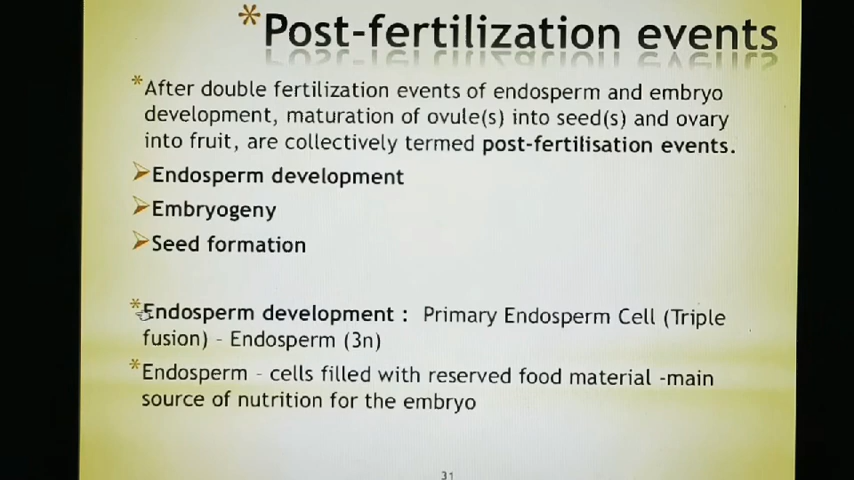 *Post-fertilization events
*After double fertilization events of endosperm and embryo
development, maturation of ovule(s) into seed(s) and ovary
into fruit, are collectively termed post-fertilisation events.
➢Endosperm development
➢Embryogeny
➢Seed formation
*Endosperm development : Primary Endosperm Cell (Triple
fusion) - Endosperm (3n)
*Endosperm - cells filled with reserved food material -main
source of nutrition for the embryo
31